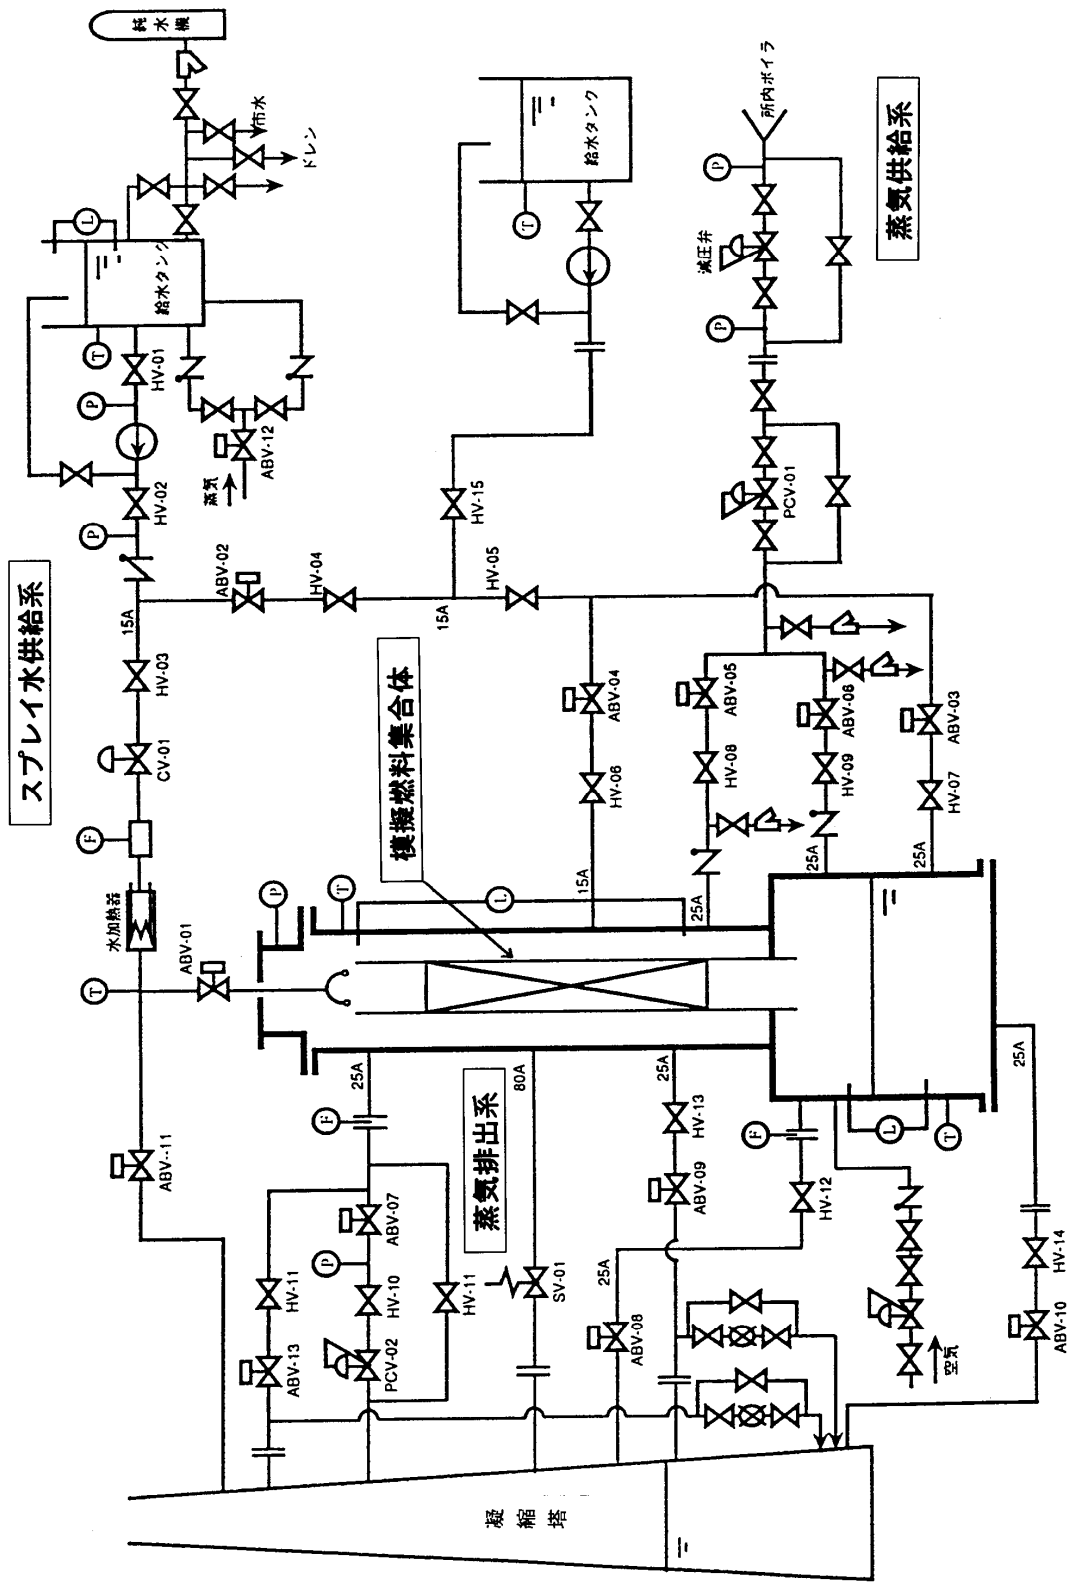 純水機
市水
ドレン
L
給水タンク
T
HV-01
P
HV-02
P
蒸気
ABV-12
スプレイ水供給系
15A
HV-03
CV-01
F
水加熱器
T
ABV-01
ABV--11
ABV-02
HV-04
15A
HV-15
HV-05
給水タンク
T
所内ボイラ
P
減圧弁
P
蒸気供給系
PCV-01
模擬燃料集合体
ABV-04
HV-06
15A
ABV-05
HV-08
25A
ABV-06
HV-09
25A
ABV-03
HV-07
25A
P
T
L
25A
F
HV-11
ABV-13
ABV-07
P
HV-10
PCV-02
HV-11
蒸気排出系
80A
SV-01
25A
HV-13
ABV-09
F
HV-12
25A
ABV-08
L
T
空気
25A
HV-14
ABV-10
凝縮塔